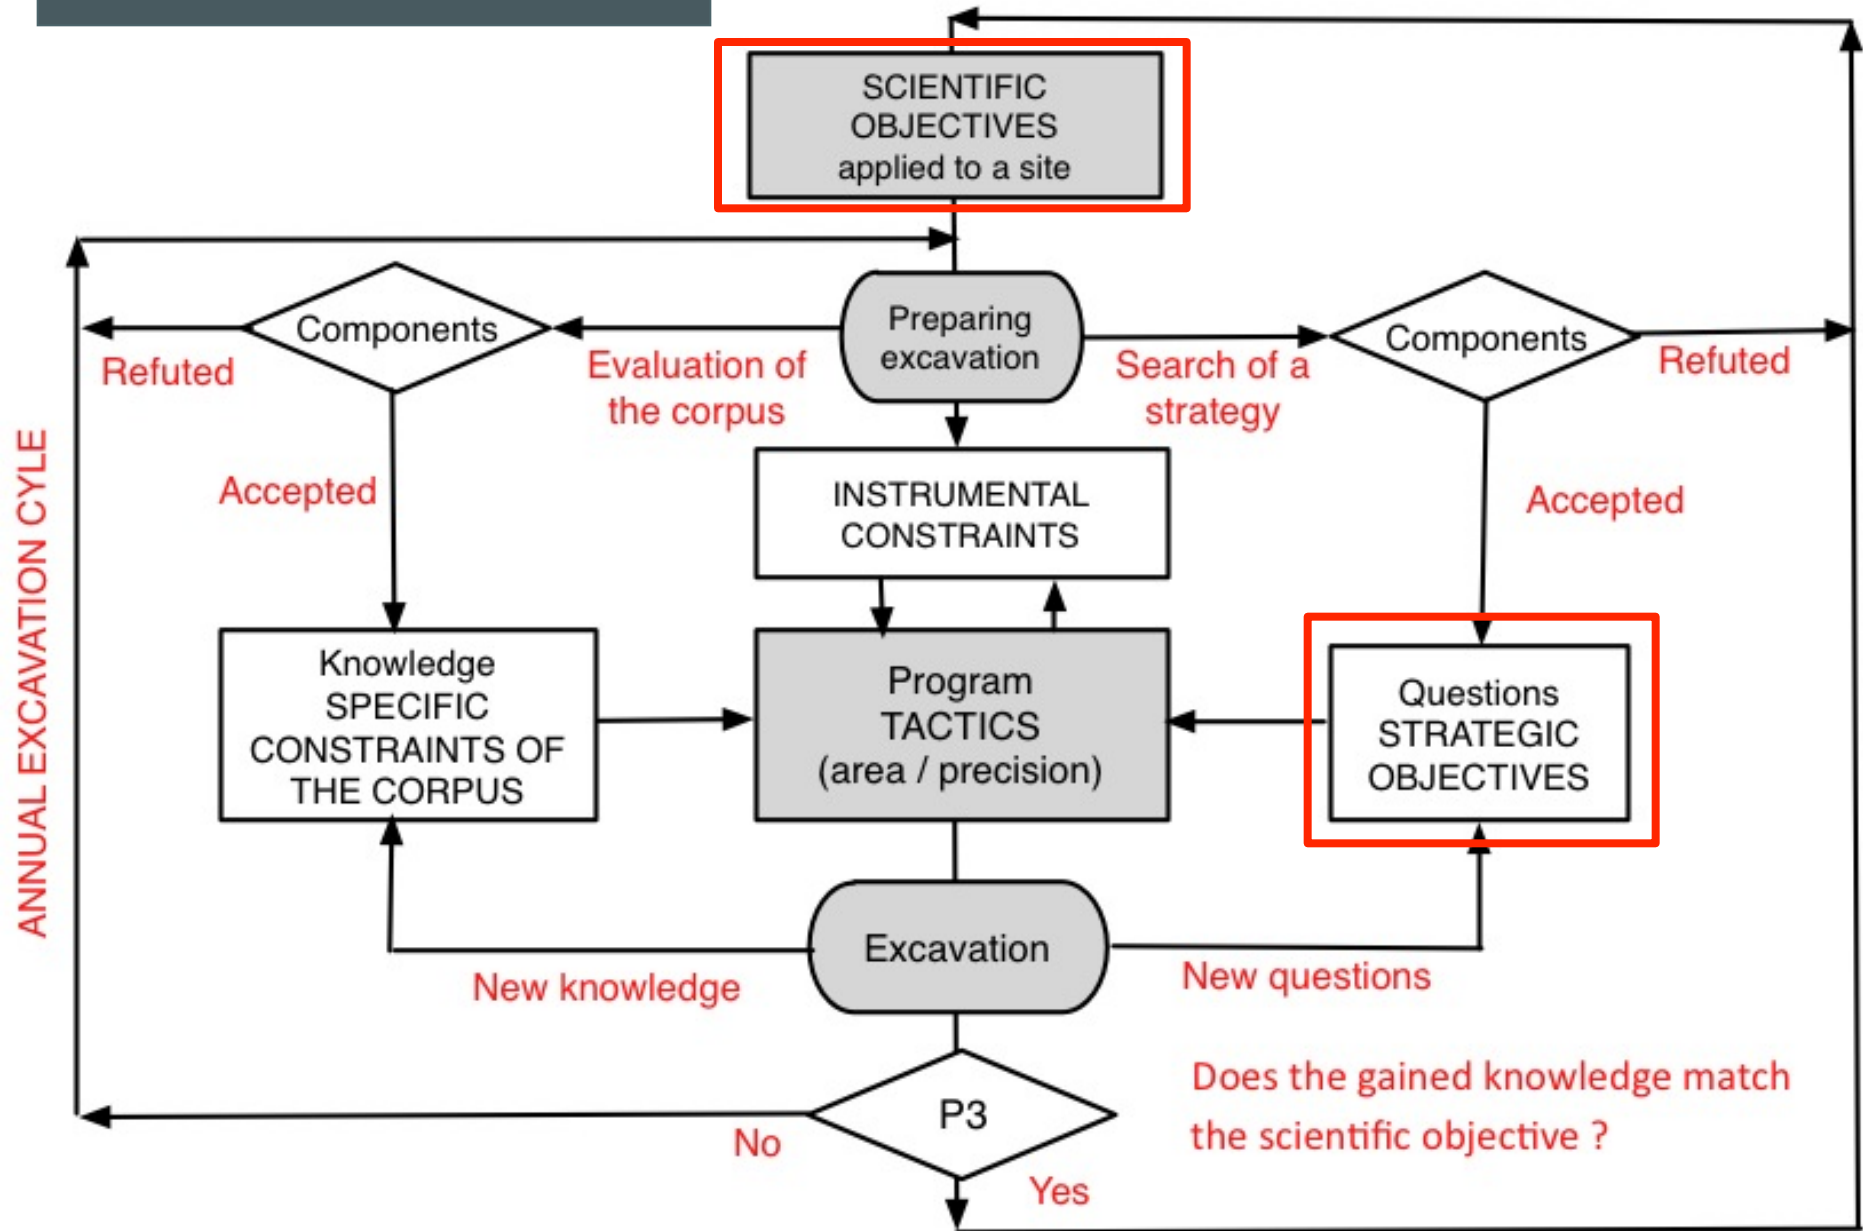 SCIENTIFIC
OBJECTIVES
applied to a site
Components
Preparing
excavation
Components
Refuted
Evaluation of
the corpus
Search of a
strategy
Refuted
Accepted
INSTRUMENTAL
CONSTRAINTS
Accepted
ANNUAL EXCAVATION CYLE
Knowledge
SPECIFIC
CONSTRAINTS OF
THE CORPUS
Program
TACTICS
(area / precision)
Questions
STRATEGIC
OBJECTIVES
Excavation
New knowledge
New questions
P3
Does the gained knowledge match
the scientific objective ?
No
Yes